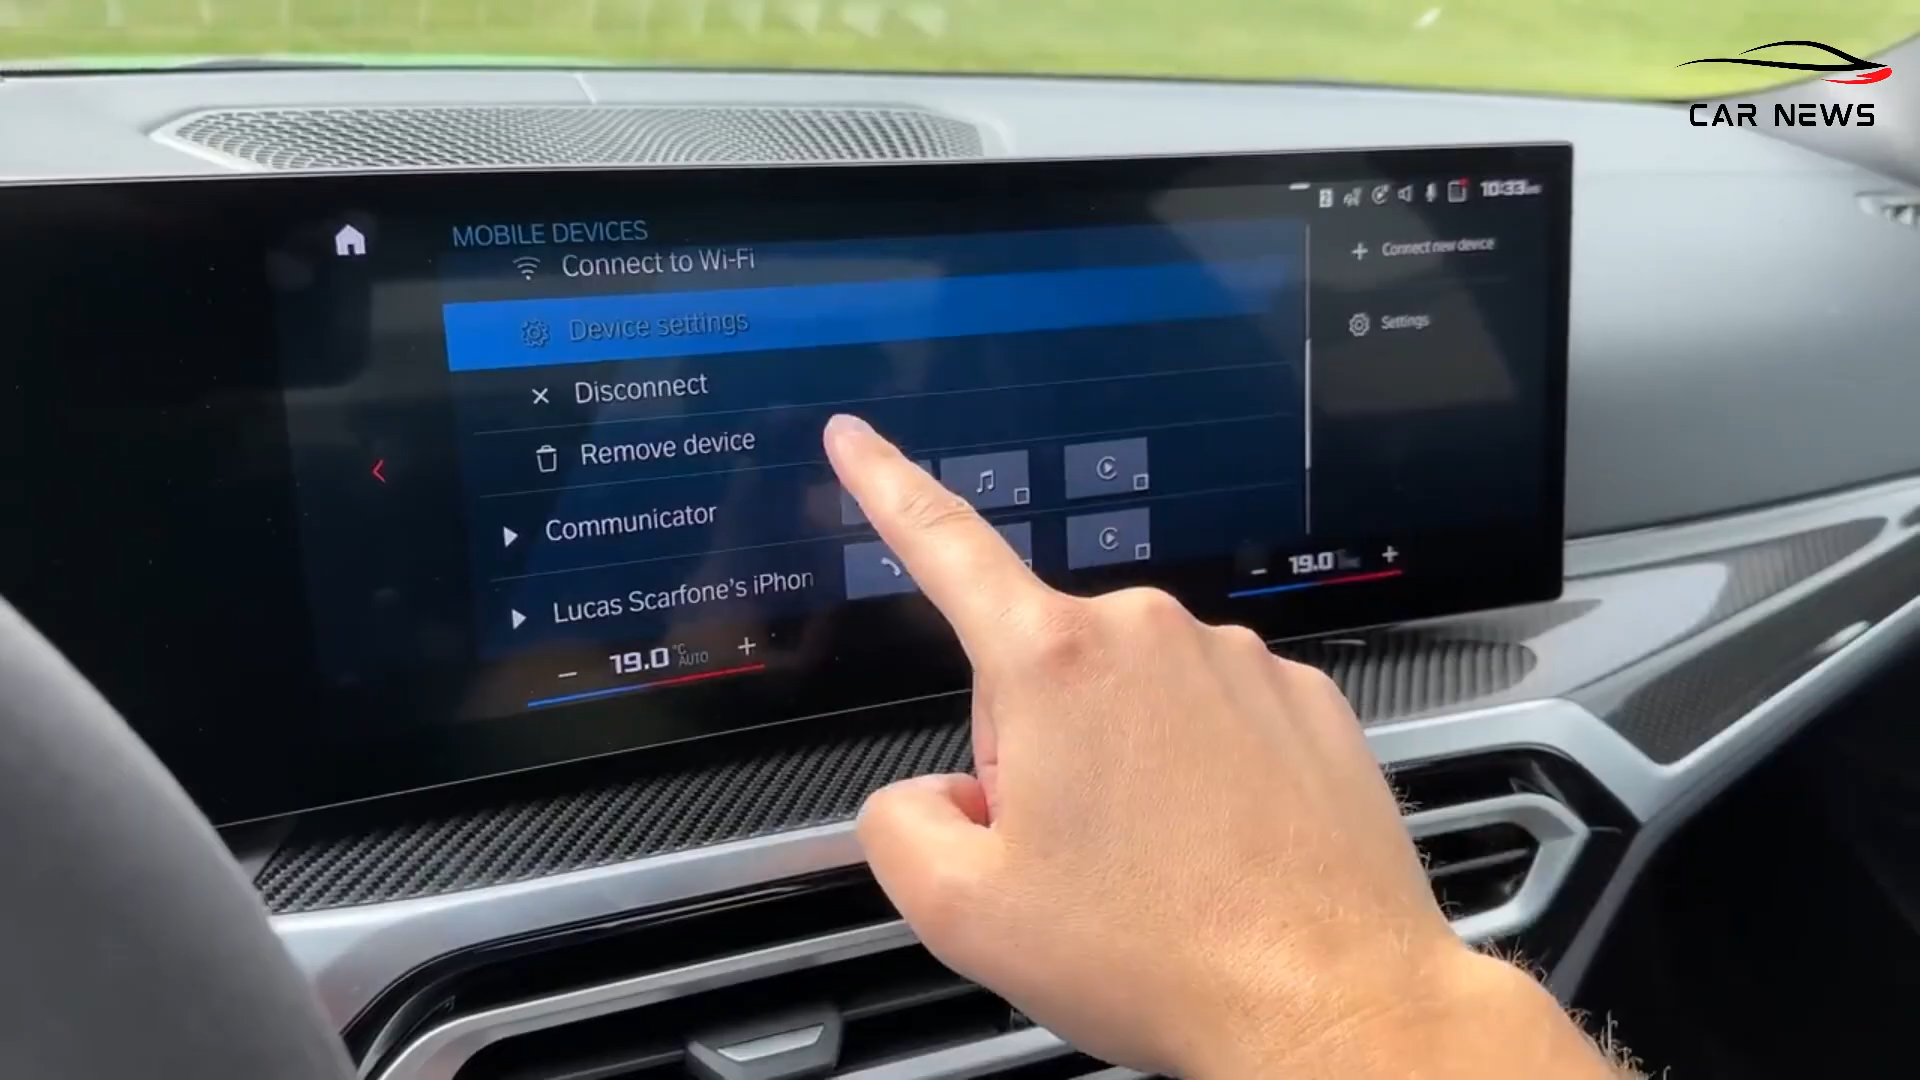 CAR NEWS
10:33
MOBILE DEVICES
Connect to Wi-Fi
Connect new device
Device settings
Settings
Disconnect
Remove device
Communicator
Lucas Scarfone's iPhon
19.0
19.0 °C AUTO